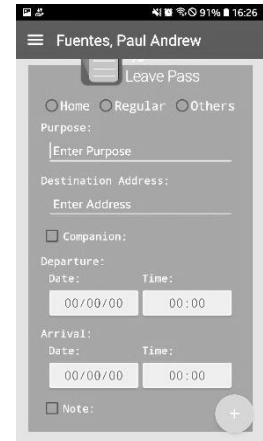 91% 16:26
Fuentes, Paul Andrew
Leave Pass
Home Regular Others
Purpose:
Enter Purpose
Destination Address:
Enter Address
Companion:
Departure:
Date: Time:
00/00/00 00:00
Arrival:
Date: Time:
00/00/00 00:00
Note:
+